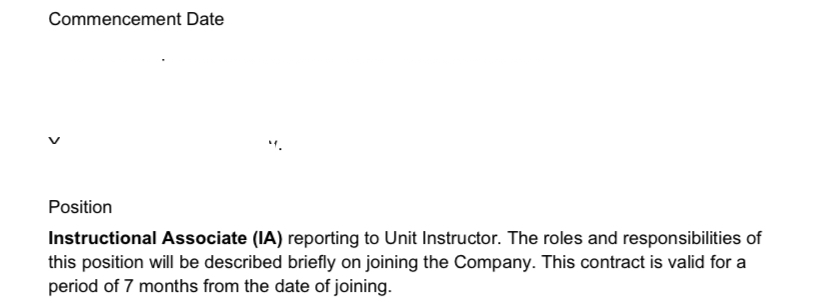 Commencement Date
Position
Instructional Associate (IA) reporting to Unit Instructor. The roles and responsibilities of
this position will be described briefly on joining the Company. This contract is valid for a
period of 7 months from the date of joining.